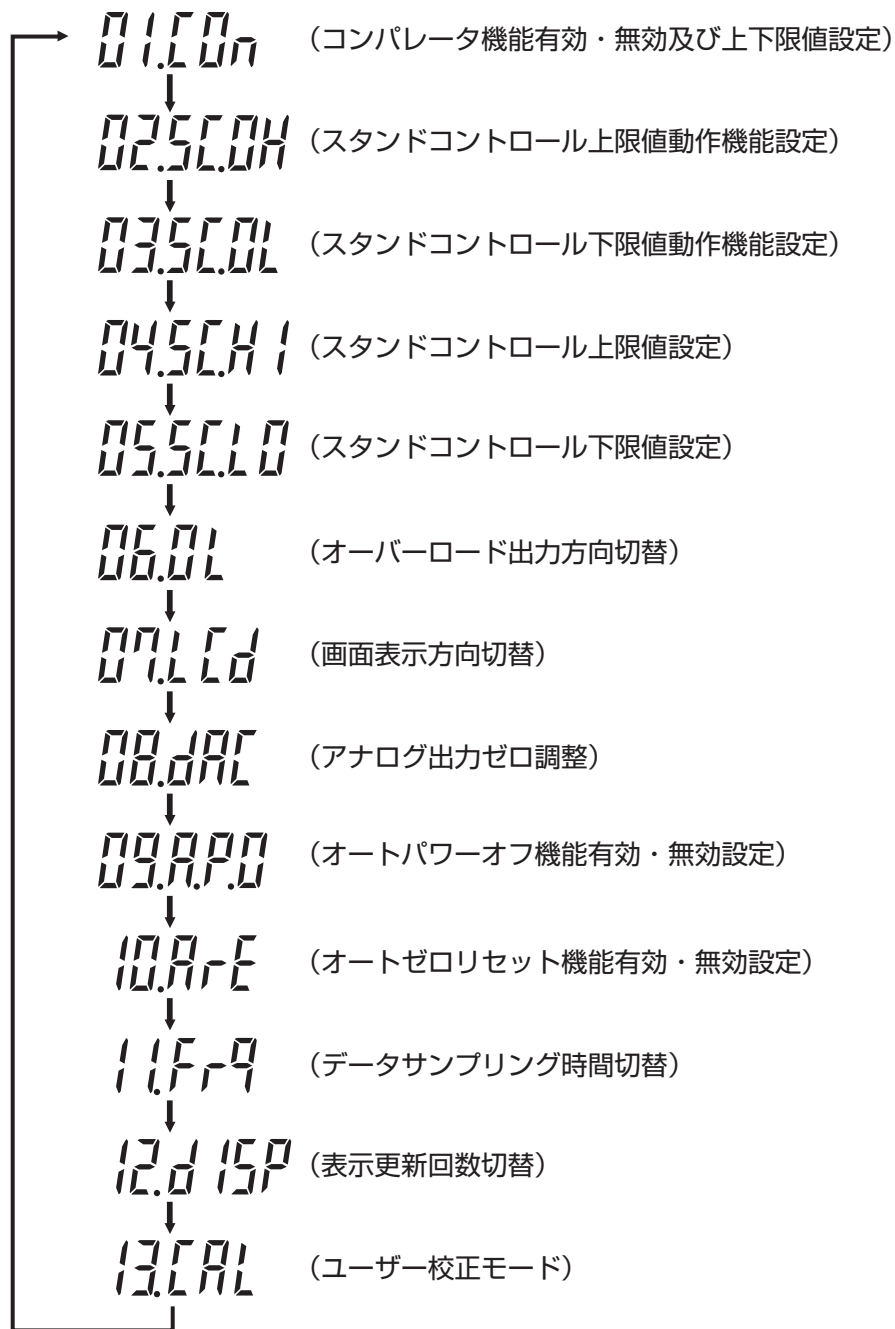 01.COn （コンパレータ機能有効・無効及び上下限値設定）
02.SC.OH （スタンドコントロール上限値動作機能設定）
03.SC.OL （スタンドコントロール下限値動作機能設定）
04.SC.HI （スタンドコントロール上限値設定）
05.SC.LO （スタンドコントロール下限値設定）
06.OL （オーバーロード出力方向切替）
07.LCd （画面表示方向切替）
08.dAC （アナログ出力ゼロ調整）
09.A.P.O （オートパワーオフ機能有効・無効設定）
10.ArE （オートゼロリセット機能有効・無効設定）
11.Frq （データサンプリング時間切替）
12.dISP （表示更新回数切替）
13.CAL （ユーザー校正モード）